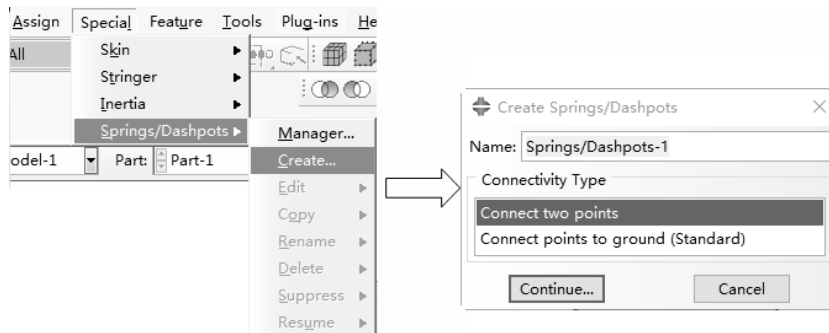 Assign Special Feature Tools Plug-ins He
All
Skin
Stringer
Inertia
Springs/Dashpots
odel-1 Part: Part-1
Manager...
Create...
Edit
Copy
Rename
Delete
Suppress
Resume
Create Springs/Dashpots
Name: Springs/Dashpots-1
Connectivity Type
Connect two points
Connect points to ground (Standard)
Continue... Cancel